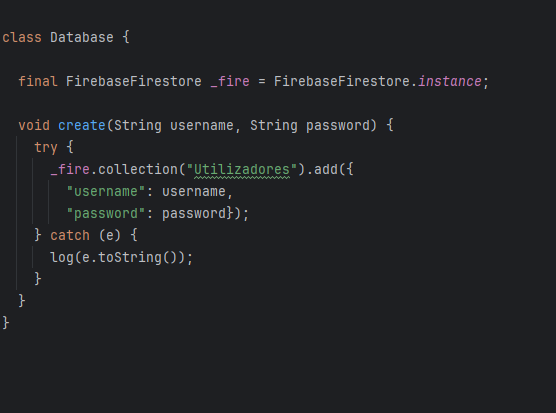 class Database {
final FirebaseFirestore _fire = FirebaseFirestore.instance;
void create(String username, String password) {
try {
_fire.collection("Utilizadores").add({
"username": username,
"password": password});
} catch (e) {
log(e.toString());
}
}
}